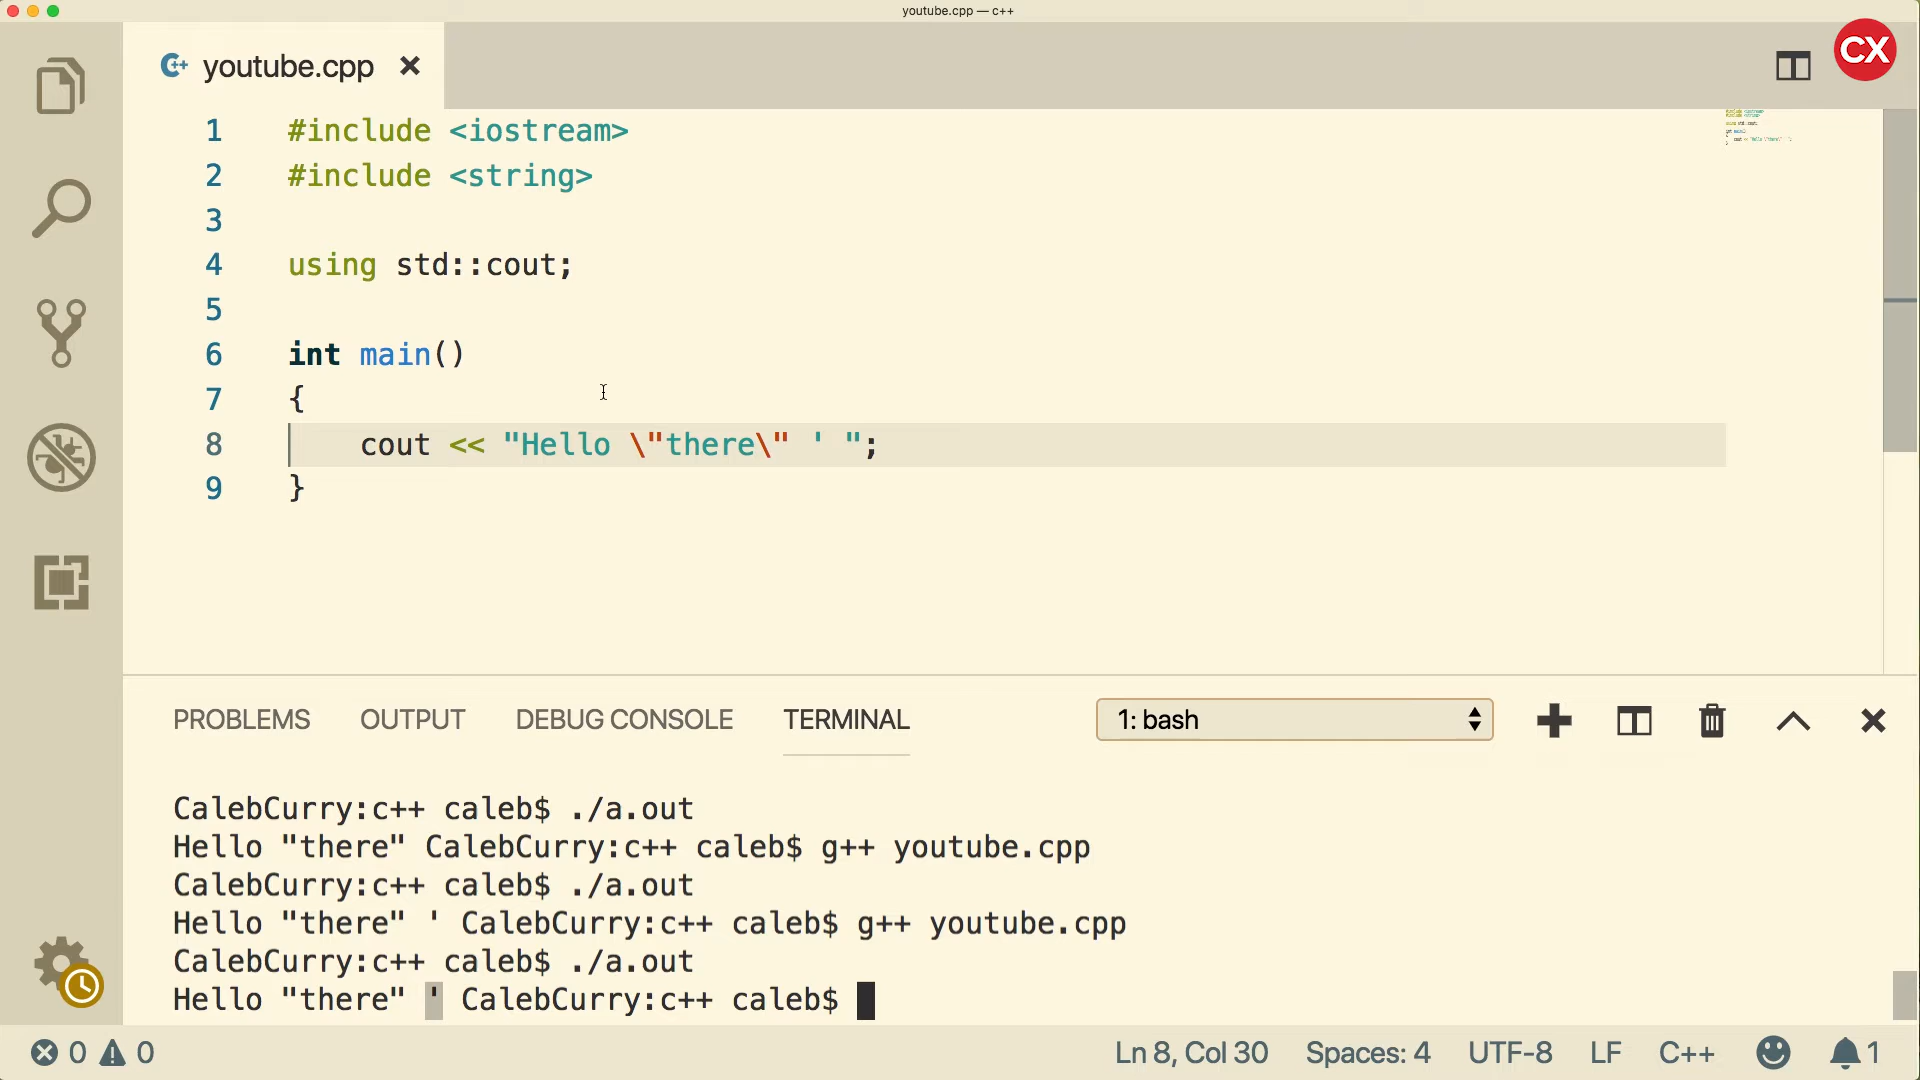 youtube.cpp — c++
youtube.cpp
CX
1 #include <iostream>
2 #include <string>
3
4 using std::cout;
5
6 int main()
7 {
8 cout << "Hello \"there\" ' ";
9 }
PROBLEMS OUTPUT DEBUG CONSOLE TERMINAL 1: bash
CalebCurry:c++ caleb$ ./a.out
Hello "there" CalebCurry:c++ caleb$ g++ youtube.cpp
CalebCurry:c++ caleb$ ./a.out
Hello "there" ' CalebCurry:c++ caleb$ g++ youtube.cpp
CalebCurry:c++ caleb$ ./a.out
Hello "there" ' CalebCurry:c++ caleb$
0 0 Ln 8, Col 30 Spaces: 4 UTF-8 LF C++ 1